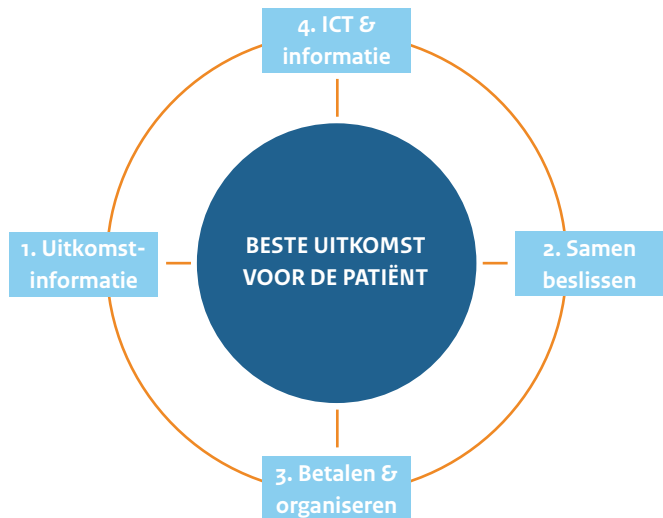 4. ICT &
informatie
1. Uitkomst-
informatie
BESTE UITKOMST
VOOR DE PATIËNT
2. Samen
beslissen
3. Betalen &
organiseren